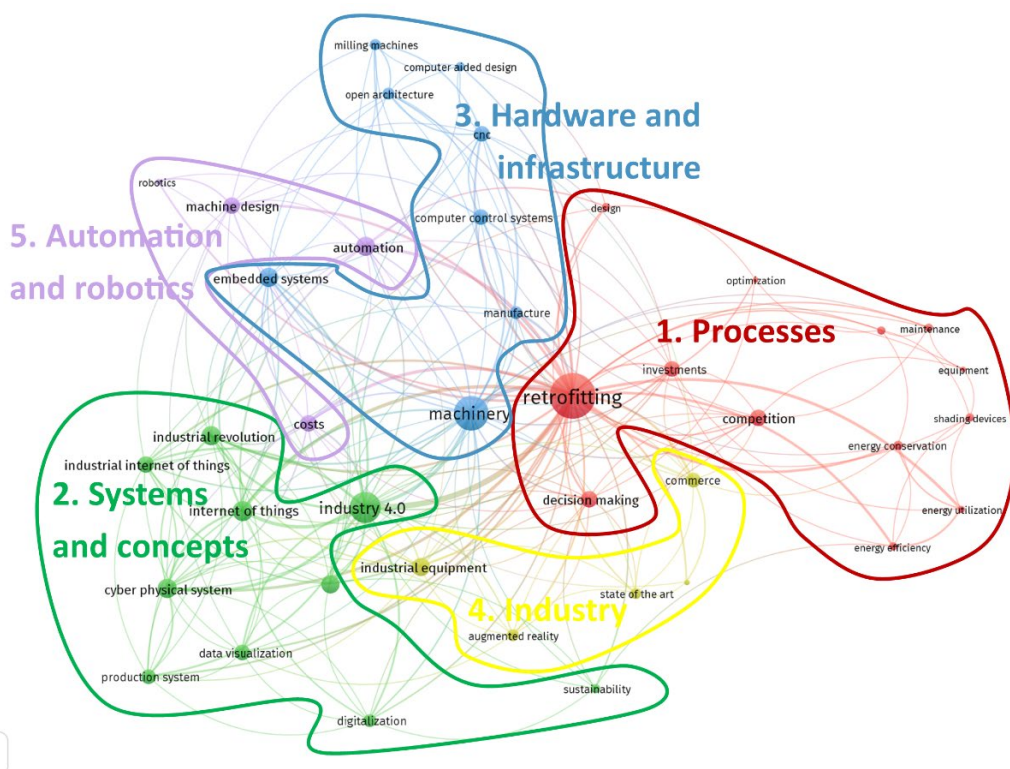 milling machines
computer aided design
open architecture
3. Hardware and
cnc
infrastructure
robotics
machine design
design
computer control systems
5. Automation
automation
and robotics
embedded systems
optimization
manufacture
1. Processes
maintenance
investments
equipment
retrofitting
machinery
competition
shading devices
costs
industrial revolution
energy conservation
industrial internet of things
commerce
2. Systems
decision making
internet of things
industry 4.0
energy utilization
and concepts
energy efficiency
industrial equipment
cyber physical system
state of the art
4. Industry
augmented reality
data visualization
production system
sustainability
digitalization